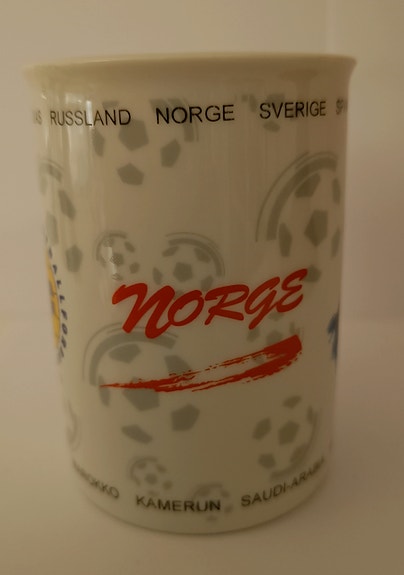 RUSSLAND NORGE SVERIGE
NORGE
KAMERUN SAUDI-ARABIA